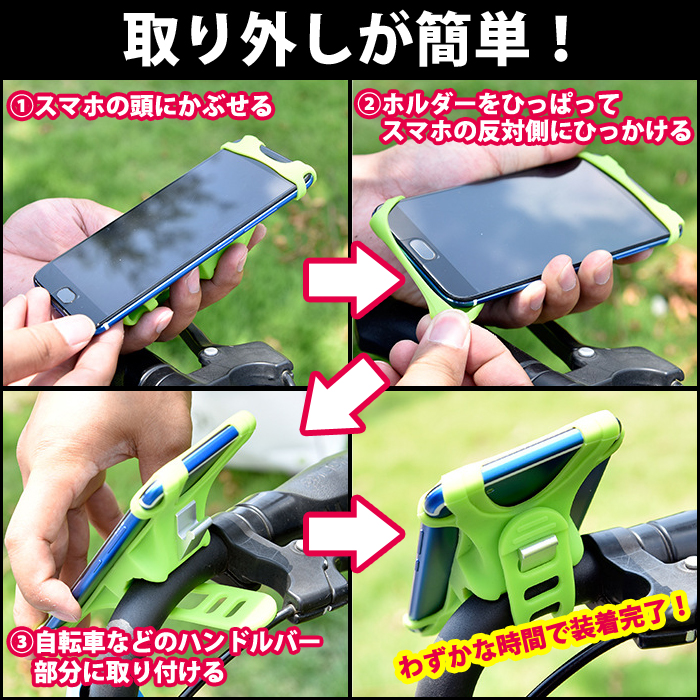 取り外しが簡単！
①スマホの頭にかぶせる
②ホルダーをひっぱって
スマホの反対側にひっかける
③自転車などのハンドルバー
部分に取り付ける
わずかな時間で装着完了！